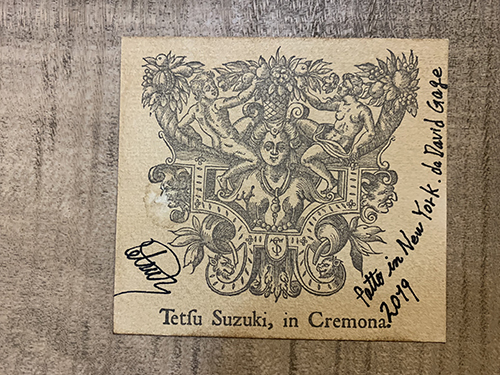 Tetſu Suzuki, in Cremona.
Fatto in New York. da David Gage
2019